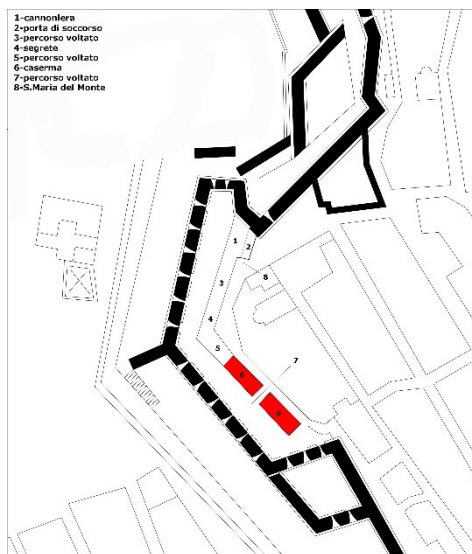 1-cannoniera
2-porta di soccorso
3-percorso voltato
4-segrete
5-percorso voltato
6-caserma
7-percorso voltato
8-S.Maria del Monte
1
2
8
3
4
5
7
6
6